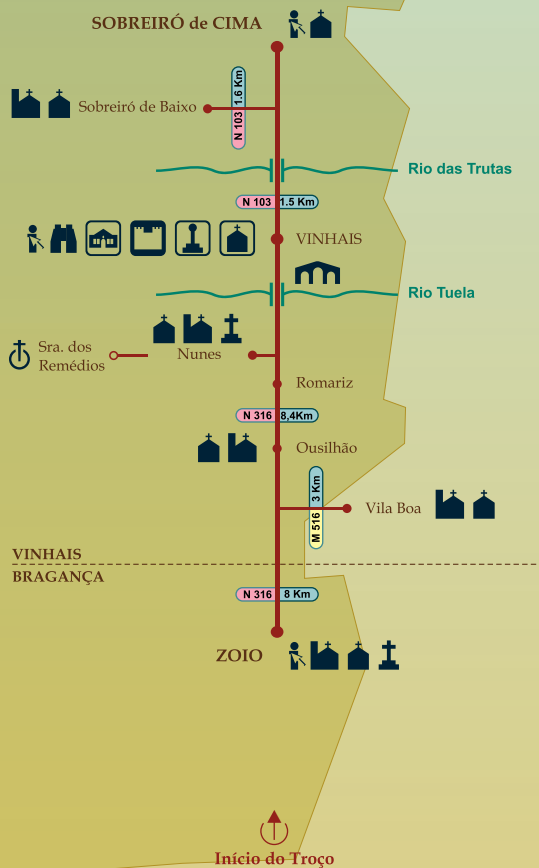 SOBREIRÓ de CIMA
N 103 1.6 Km
Sobreiró de Baixo
Rio das Trutas
N 103 1.5 Km
VINHAIS
Rio Tuela
Sra. dos
Remédios
Nunes
Romariz
N 316 8,4Km
Ousilhão
M 516 3 Km
Vila Boa
VINHAIS
BRAGANÇA
N 316 8 Km
ZOIO
Início do Troço